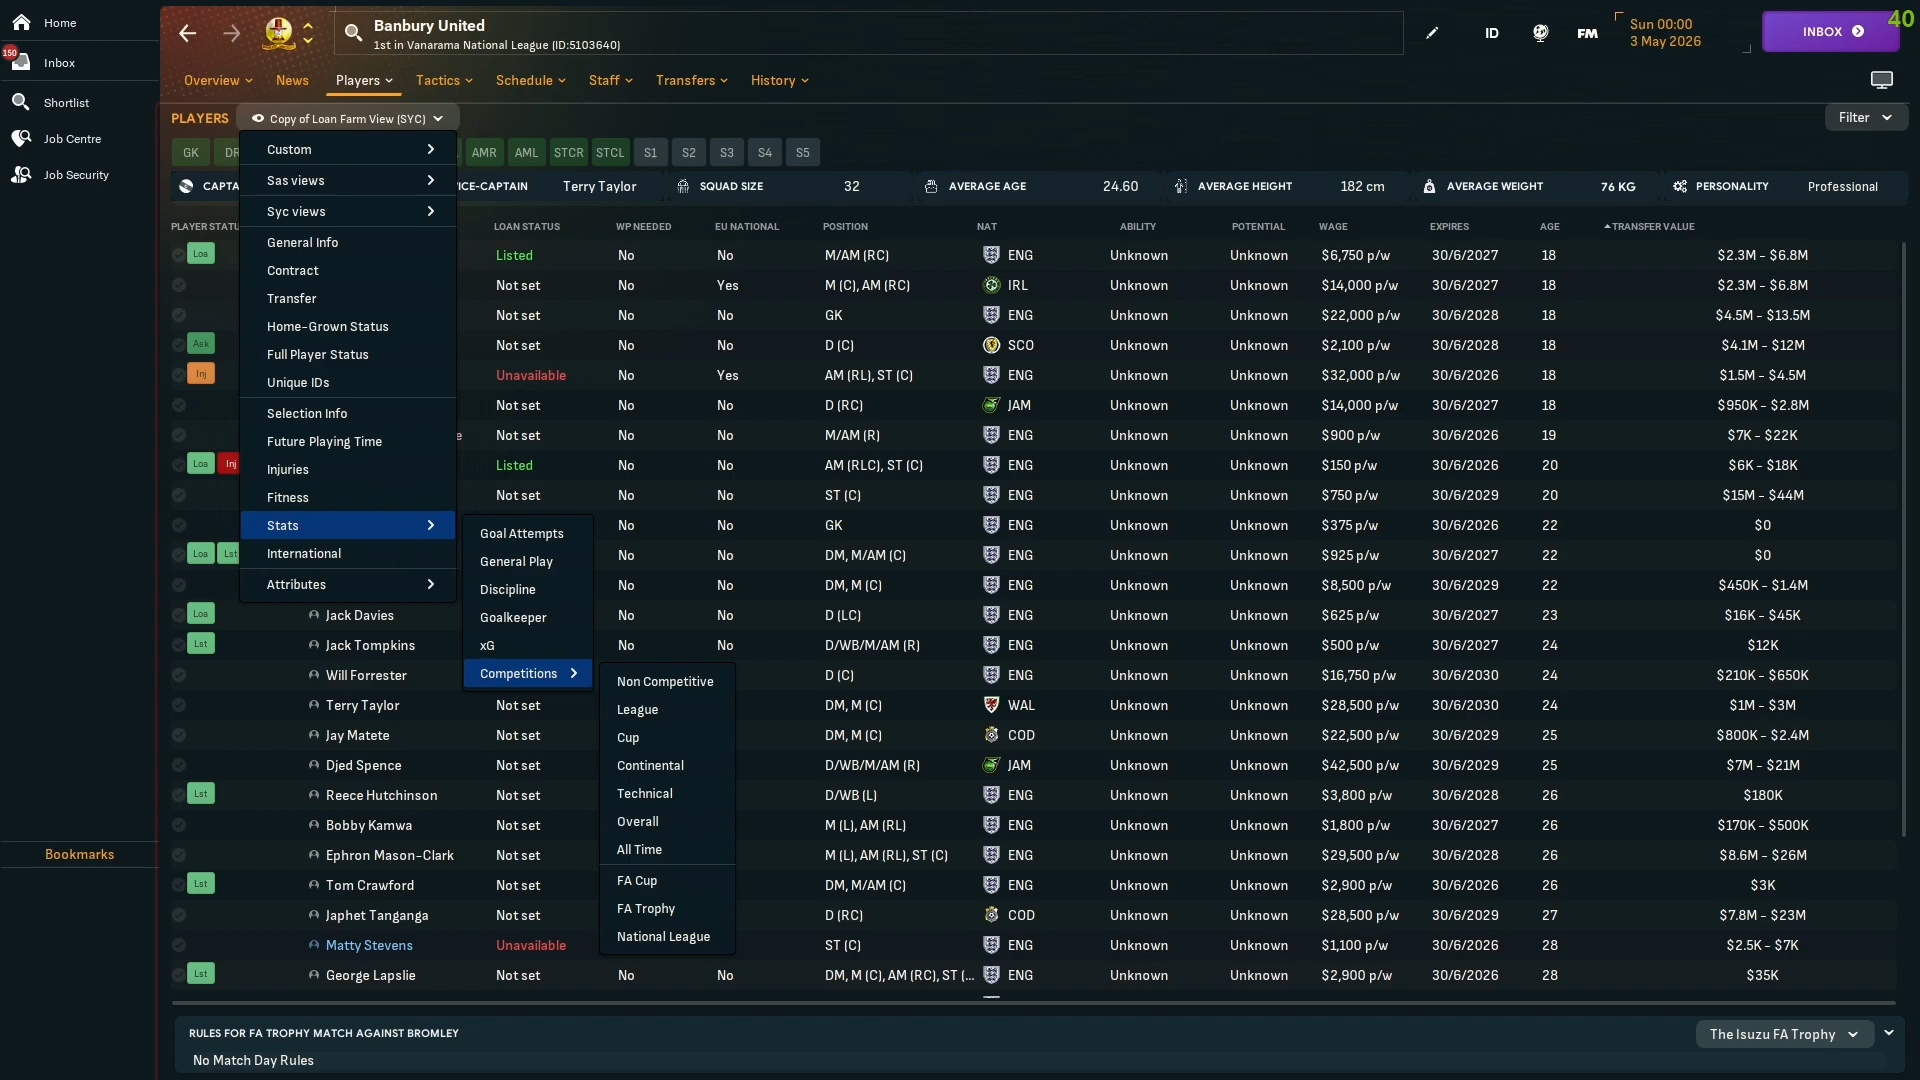 Home
150
Inbox
Shortlist
Job Centre
Job Security
Bookmarks
Banbury United
1st in Vanarama National League (ID:5103640)
ID
FM
Sun 00:00
3 May 2026
INBOX
40
Overview
News
Players
Tactics
Schedule
Staff
Transfers
History
PLAYERS
Copy of Loan Farm View (SYC)
Filter
GK
DR
AMR
AML
STCR
STCL
S1
S2
S3
S4
S5
CAPTA
VICE-CAPTAIN Terry Taylor
SQUAD SIZE 32
AVERAGE AGE 24.60
AVERAGE HEIGHT 182 cm
AVERAGE WEIGHT 76 KG
PERSONALITY Professional
Custom
Sas views
Syc views
General Info
Contract
Transfer
Home-Grown Status
Full Player Status
Unique IDs
Selection Info
Future Playing Time
Injuries
Fitness
Stats
International
Attributes
Goal Attempts
General Play
Discipline
Goalkeeper
xG
Competitions
Non Competitive
League
Cup
Continental
Technical
Overall
All Time
FA Cup
FA Trophy
National League
PLAYER STATU LOAN STATUS WP NEEDED EU NATIONAL POSITION NAT ABILITY POTENTIAL WAGE EXPIRES AGE TRANSFER VALUE
Loa Listed No No M/AM (RC) ENG Unknown Unknown $6,750 p/w 30/6/2027 18 $2.3M - $6.8M
Not set No Yes M (C), AM (RC) IRL Unknown Unknown $14,000 p/w 30/6/2027 18 $2.3M - $6.8M
Not set No No GK ENG Unknown Unknown $22,000 p/w 30/6/2028 18 $4.5M - $13.5M
Ask Not set No No D (C) SCO Unknown Unknown $2,100 p/w 30/6/2028 18 $4.1M - $12M
Inj Unavailable No Yes AM (RL), ST (C) ENG Unknown Unknown $32,000 p/w 30/6/2026 18 $1.5M - $4.5M
Not set No No D (RC) JAM Unknown Unknown $14,000 p/w 30/6/2027 18 $950K - $2.8M
e Not set No No M/AM (R) ENG Unknown Unknown $900 p/w 30/6/2026 19 $7K - $22K
Loa Inj Listed No No AM (RLC), ST (C) ENG Unknown Unknown $150 p/w 30/6/2026 20 $6K - $18K
Not set No No ST (C) ENG Unknown Unknown $750 p/w 30/6/2029 20 $15M - $44M
No No GK ENG Unknown Unknown $375 p/w 30/6/2026 22 $0
Loa Lst No No DM, M/AM (C) ENG Unknown Unknown $925 p/w 30/6/2027 22 $0
No No DM, M (C) ENG Unknown Unknown $8,500 p/w 30/6/2029 22 $450K - $1.4M
Loa Jack Davies No No D (LC) ENG Unknown Unknown $625 p/w 30/6/2027 23 $16K - $45K
Lst Jack Tompkins No No D/WB/M/AM (R) ENG Unknown Unknown $500 p/w 30/6/2027 24 $12K
Will Forrester D (C) ENG Unknown Unknown $16,750 p/w 30/6/2030 24 $210K - $650K
Terry Taylor Not set DM, M (C) WAL Unknown Unknown $28,500 p/w 30/6/2030 24 $1M - $3M
Jay Matete Not set DM, M (C) COD Unknown Unknown $22,500 p/w 30/6/2029 25 $800K - $2.4M
Djed Spence Not set D/WB/M/AM (R) JAM Unknown Unknown $42,500 p/w 30/6/2029 25 $7M - $21M
Lst Reece Hutchinson Not set D/WB (L) ENG Unknown Unknown $3,800 p/w 30/6/2028 26 $180K
Bobby Kamwa Not set M (L), AM (RL) ENG Unknown Unknown $1,800 p/w 30/6/2027 26 $170K - $500K
Ephron Mason-Clark Not set M (L), AM (RL), ST (C) ENG Unknown Unknown $29,500 p/w 30/6/2028 26 $8.6M - $26M
Lst Tom Crawford Not set DM, M/AM (C) ENG Unknown Unknown $2,900 p/w 30/6/2026 26 $3K
Japhet Tanganga Not set D (RC) COD Unknown Unknown $28,500 p/w 30/6/2029 27 $7.8M - $23M
Matty Stevens Unavailable ST (C) ENG Unknown Unknown $1,100 p/w 30/6/2026 28 $2.5K - $7K
Lst George Lapslie Not set No No DM, M (C), AM (RC), ST (... ENG Unknown Unknown $2,900 p/w 30/6/2026 28 $35K
RULES FOR FA TROPHY MATCH AGAINST BROMLEY
The Isuzu FA Trophy
No Match Day Rules